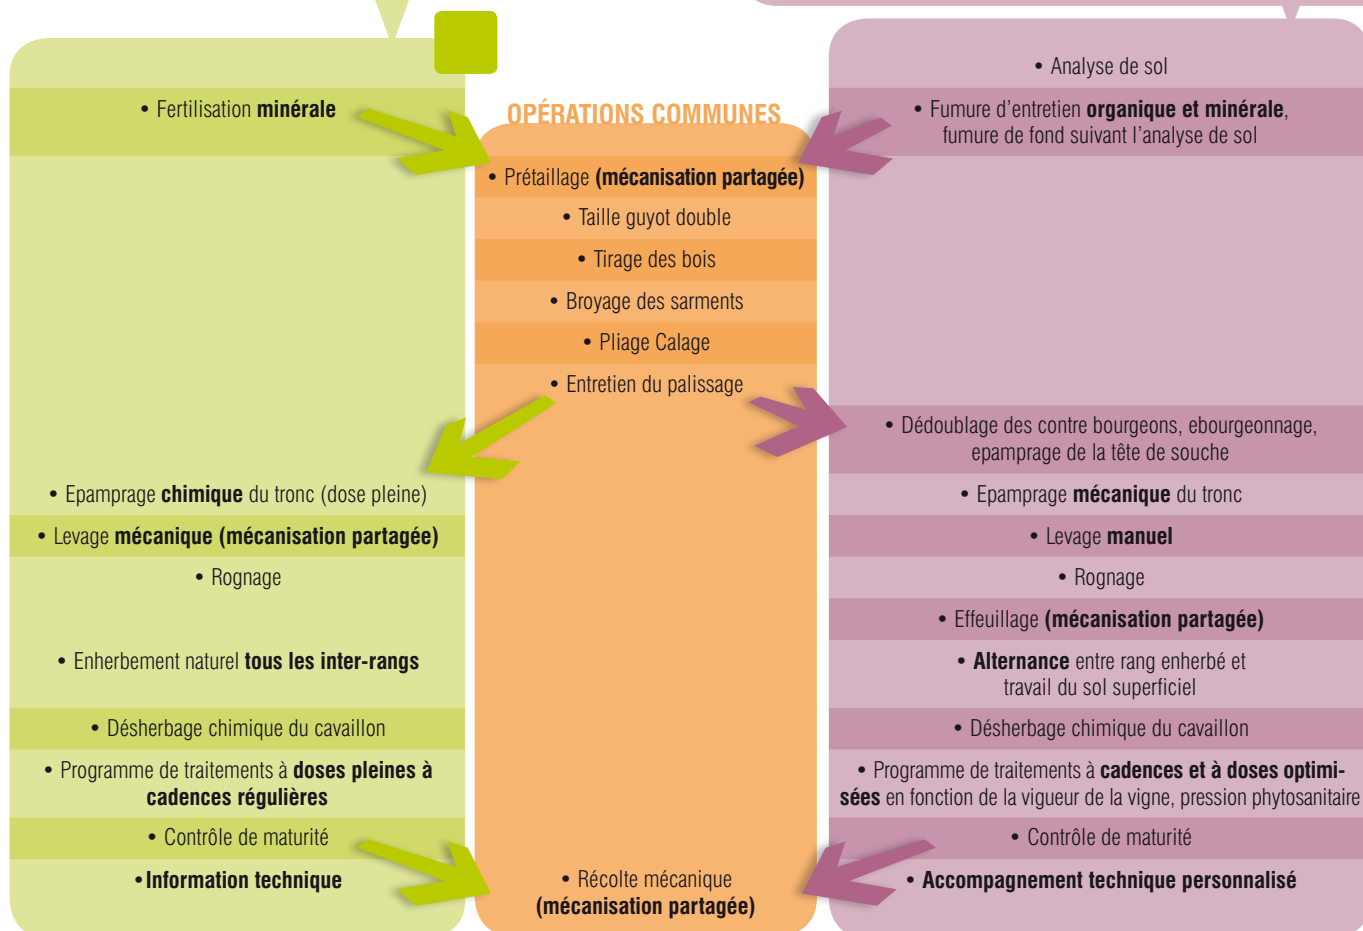 • Fertilisation minérale
• Epamprage chimique du tronc (dose pleine)
• Levage mécanique (mécanisation partagée)
• Rognage
• Enherbement naturel tous les inter-rangs
• Désherbage chimique du cavaillon
• Programme de traitements à doses pleines à
cadences régulières
• Contrôle de maturité
• Information technique
OPÉRATIONS COMMUNES
• Prétaillage (mécanisation partagée)
• Taille guyot double
• Tirage des bois
• Broyage des sarments
• Pliage Calage
• Entretien du palissage
• Récolte mécanique
(mécanisation partagée)
• Analyse de sol
• Fumure d’entretien organique et minérale,
fumure de fond suivant l’analyse de sol
• Dédoublage des contre bourgeons, ebourgeonnage,
epamprage de la tête de souche
• Epamprage mécanique du tronc
• Levage manuel
• Rognage
• Effeuillage (mécanisation partagée)
• Alternance entre rang enherbé et
travail du sol superficiel
• Désherbage chimique du cavaillon
• Programme de traitements à cadences et à doses optimi-
sées en fonction de la vigueur de la vigne, pression phytosanitaire
• Contrôle de maturité
• Accompagnement technique personnalisé